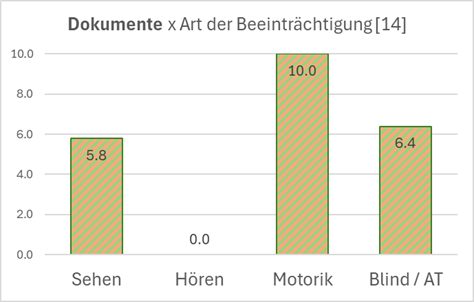 Dokumente x Art der Beeinträchtigung [14]
10.0
8.0
6.0
4.0
2.0
0.0
5.8
0.0
10.0
6.4
Sehen
Hören
Motorik
Blind / AT